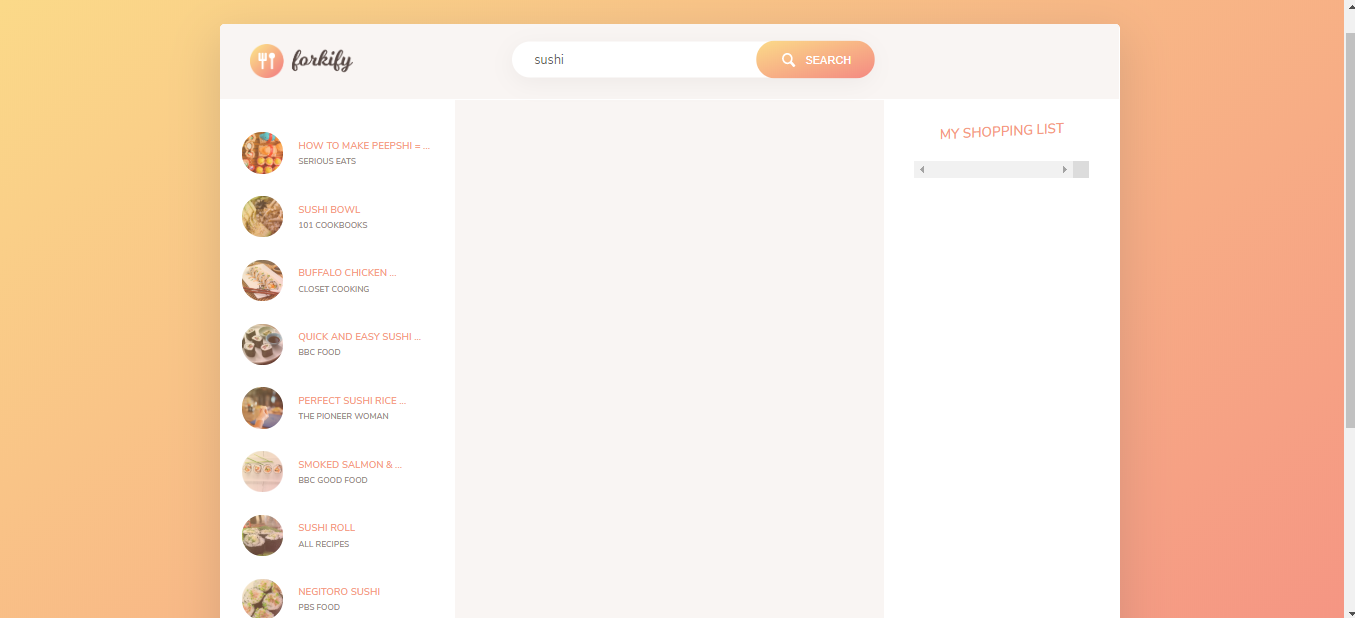 forkify
sushi
SEARCH
HOW TO MAKE PEEPSHI = ...
SERIOUS EATS
SUSHI BOWL
101 COOKBOOKS
BUFFALO CHICKEN ...
CLOSET COOKING
QUICK AND EASY SUSHI ...
BBC FOOD
PERFECT SUSHI RICE ...
THE PIONEER WOMAN
SMOKED SALMON & ...
BBC GOOD FOOD
SUSHI ROLL
ALL RECIPES
NEGITORO SUSHI
PBS FOOD
MY SHOPPING LIST